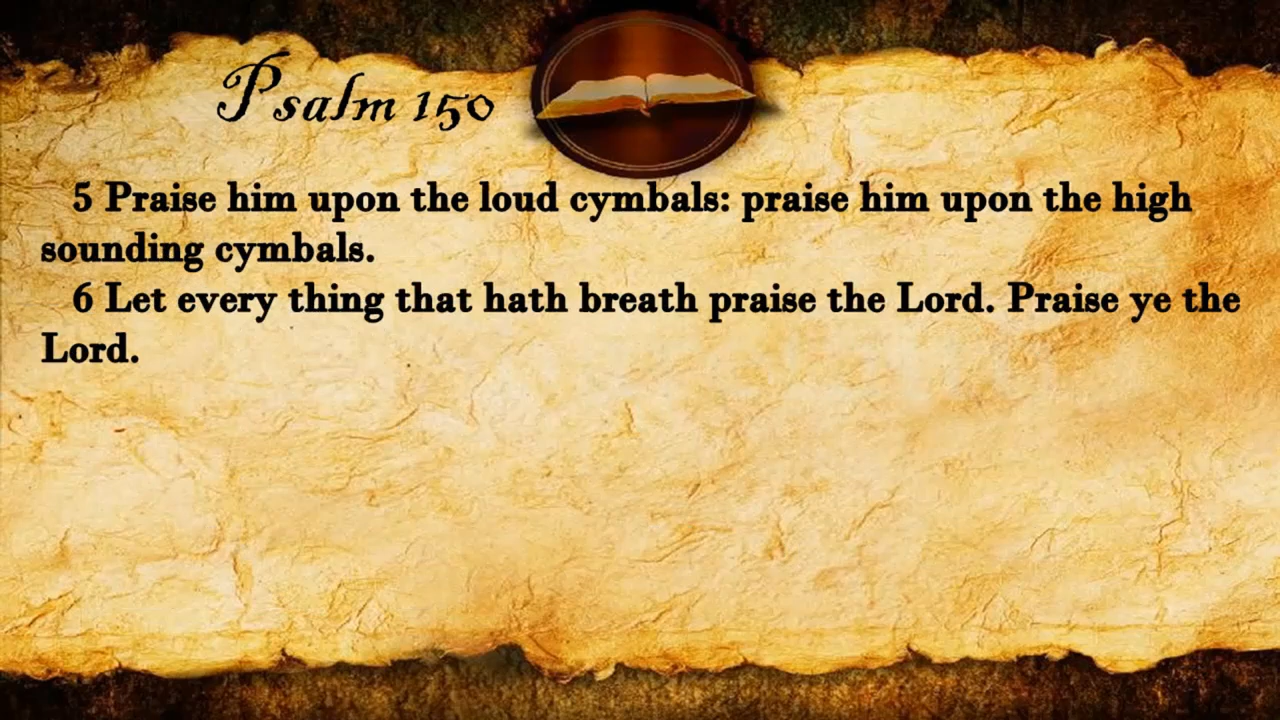 Psalm 150
5 Praise him upon the loud cymbals: praise him upon the high
sounding cymbals.
6 Let every thing that hath breath praise the Lord. Praise ye the
Lord.